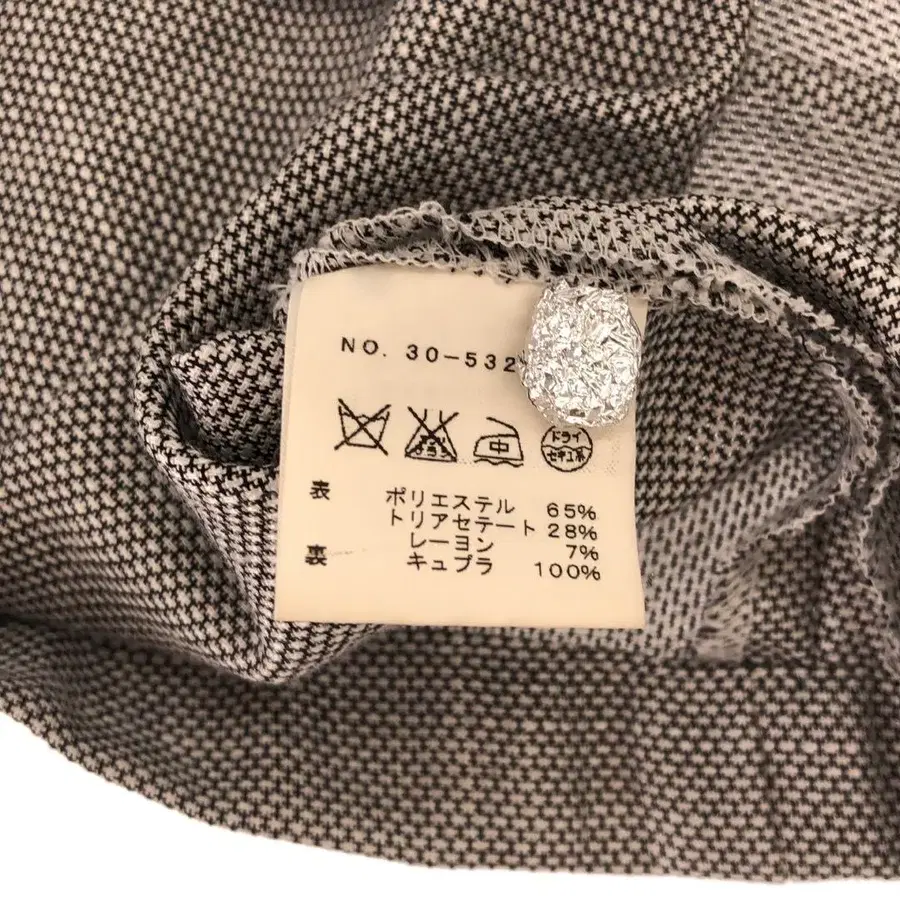 NO. 30-532
中
ドライ
セキユ系
表 ポリエステル 65%
トリアセテート 28%
レーヨン 7%
裏 キュプラ 100%